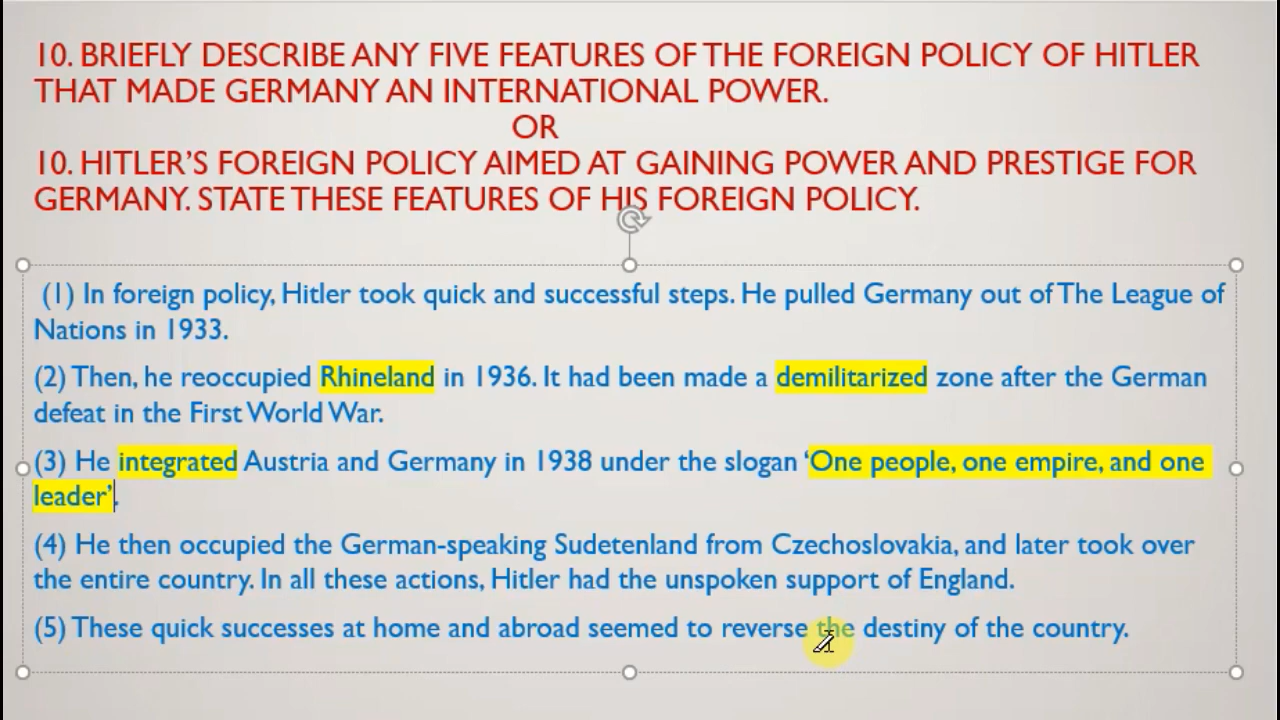 10. BRIEFLY DESCRIBE ANY FIVE FEATURES OF THE FOREIGN POLICY OF HITLER
THAT MADE GERMANY AN INTERNATIONAL POWER.
OR
10. HITLER'S FOREIGN POLICY AIMED AT GAINING POWER AND PRESTIGE FOR
GERMANY. STATE THESE FEATURES OF HIS FOREIGN POLICY.
(1) In foreign policy, Hitler took quick and successful steps. He pulled Germany out of The League of
Nations in 1933.
(2) Then, he reoccupied Rhineland in 1936. It had been made a demilitarized zone after the German
defeat in the First World War.
(3) He integrated Austria and Germany in 1938 under the slogan ‘One people, one empire, and one
leader’.
(4) He then occupied the German-speaking Sudetenland from Czechoslovakia, and later took over
the entire country. In all these actions, Hitler had the unspoken support of England.
(5) These quick successes at home and abroad seemed to reverse the destiny of the country.